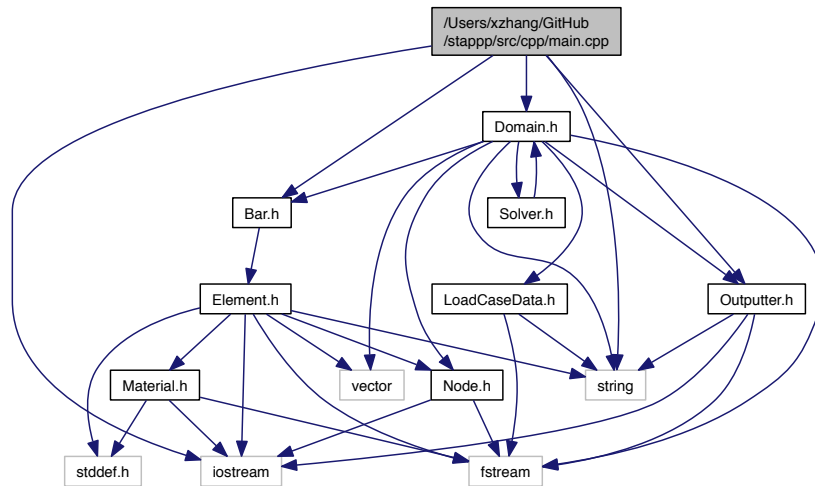 /Users/xzhang/GitHub
/stappp/src/cpp/main.cpp
Domain.h
Bar.h
Solver.h
Element.h
LoadCaseData.h
Outputter.h
Material.h
vector
Node.h
string
stddef.h
iostream
fstream